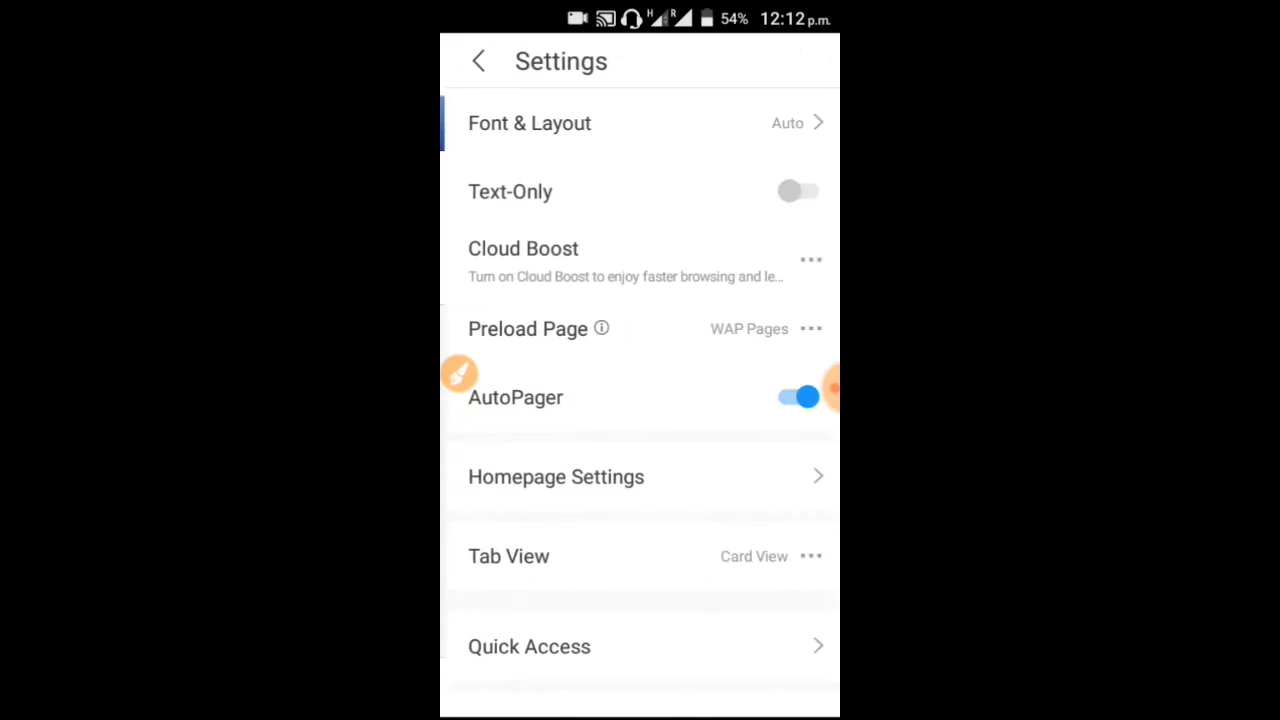 H R 54% 12:12 p.m.
Settings
Font & Layout Auto
Text-Only
Cloud Boost
Turn on Cloud Boost to enjoy faster browsing and le...
Preload Page WAP Pages
AutoPager
Homepage Settings
Tab View Card View
Quick Access